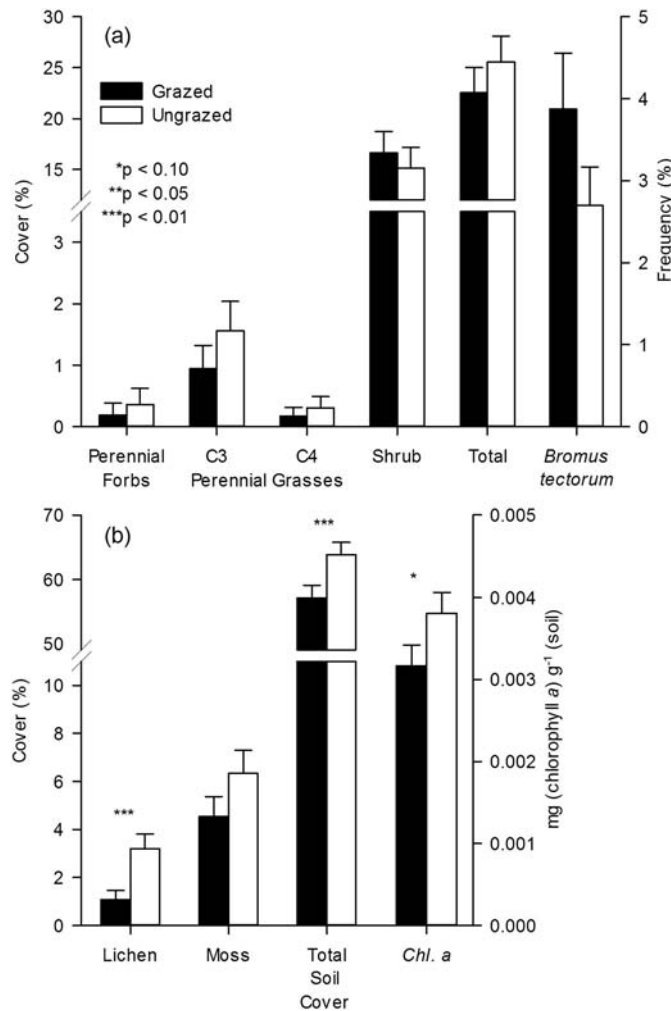 (a)
Grazed
Ungrazed
*p < 0.10
**p < 0.05
***p < 0.01
Cover (%)
30
25
20
15
3
2
1
0
Frequency (%)
5
4
3
2
1
0
Perennial Forbs
C3
C4
Perennial Grasses
Shrub
Total
Bromus tectorum
(b)
Cover (%)
70
60
50
10
8
6
4
2
0
mg (chlorophyll a) g⁻¹ (soil)
0.005
0.004
0.003
0.002
0.001
0.000
***
***
*
Lichen
Moss
Total Soil Cover
Chl. a